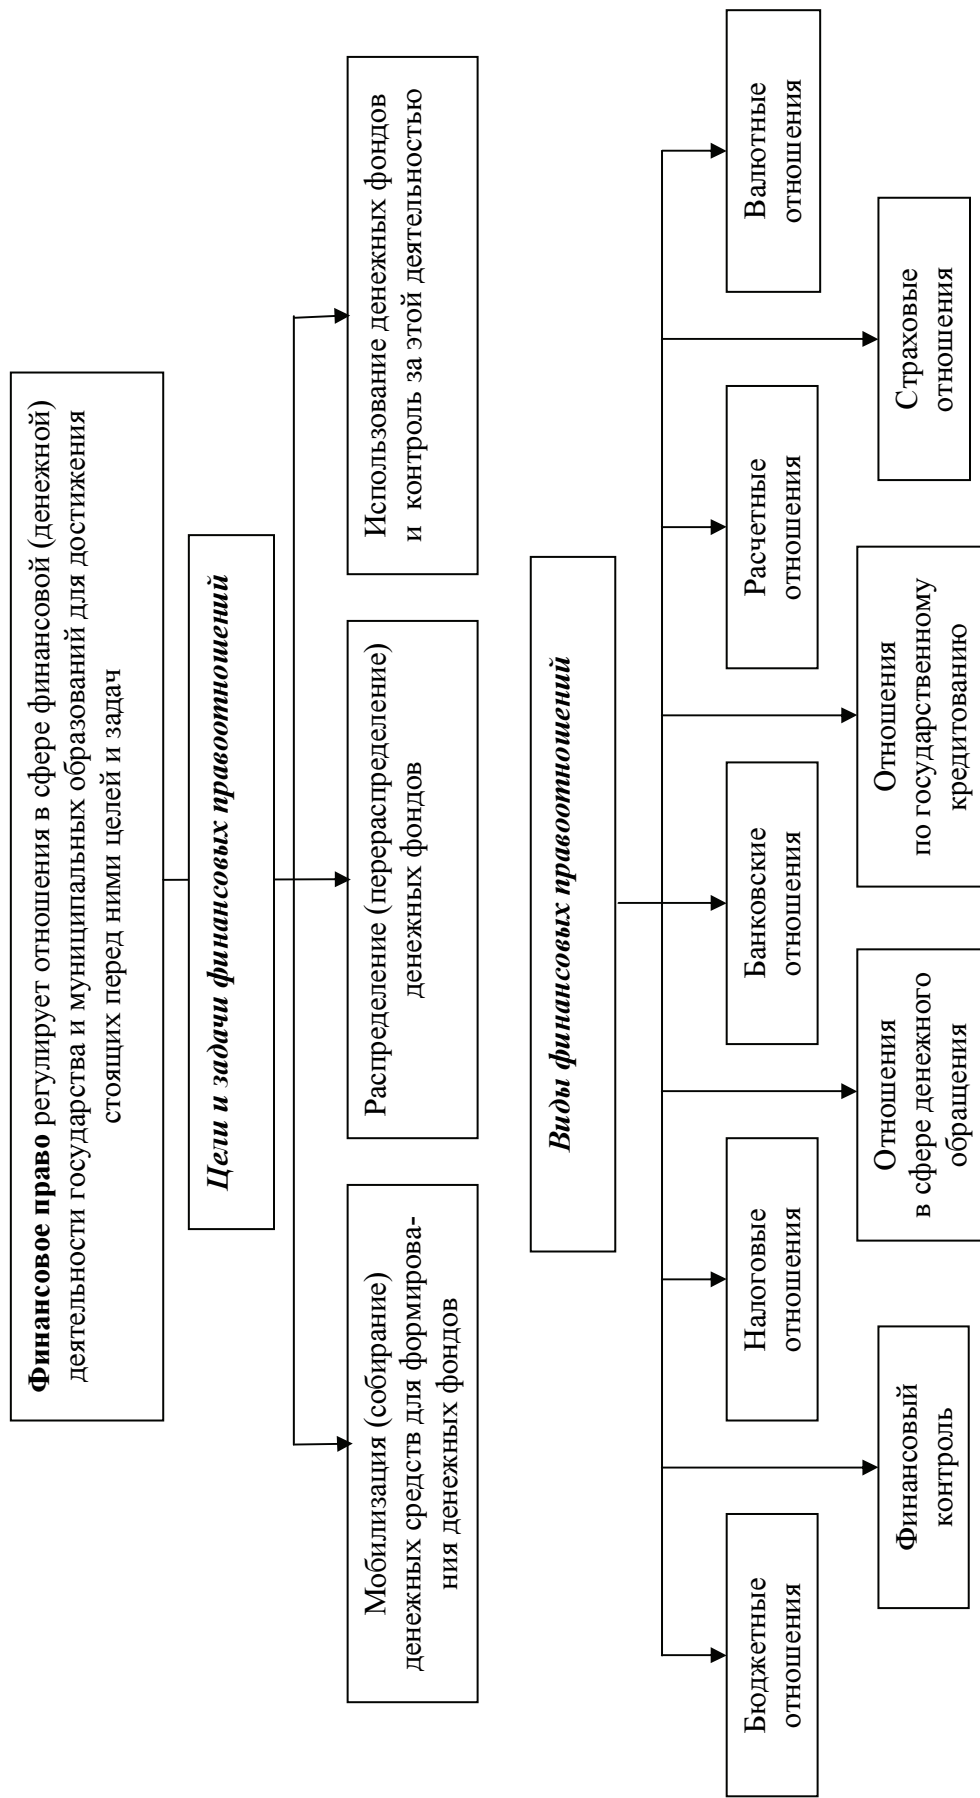 Финансовое право регулирует отношения в сфере финансовой (денежной)
деятельности государства и муниципальных образований для достижения
стоящих перед ними целей и задач
Цели и задачи финансовых правоотношений
Мобилизация (собирание)
денежных средств для формирова-
ния денежных фондов
Распределение (перераспределение)
денежных фондов
Использование денежных фондов
и контроль за этой деятельностью
Виды финансовых правоотношений
Бюджетные
отношения
Налоговые
отношения
Банковские
отношения
Расчетные
отношения
Валютные
отношения
Финансовый
контроль
Отношения
в сфере денежного
обращения
Отношения
по государственному
кредитованию
Страховые
отношения